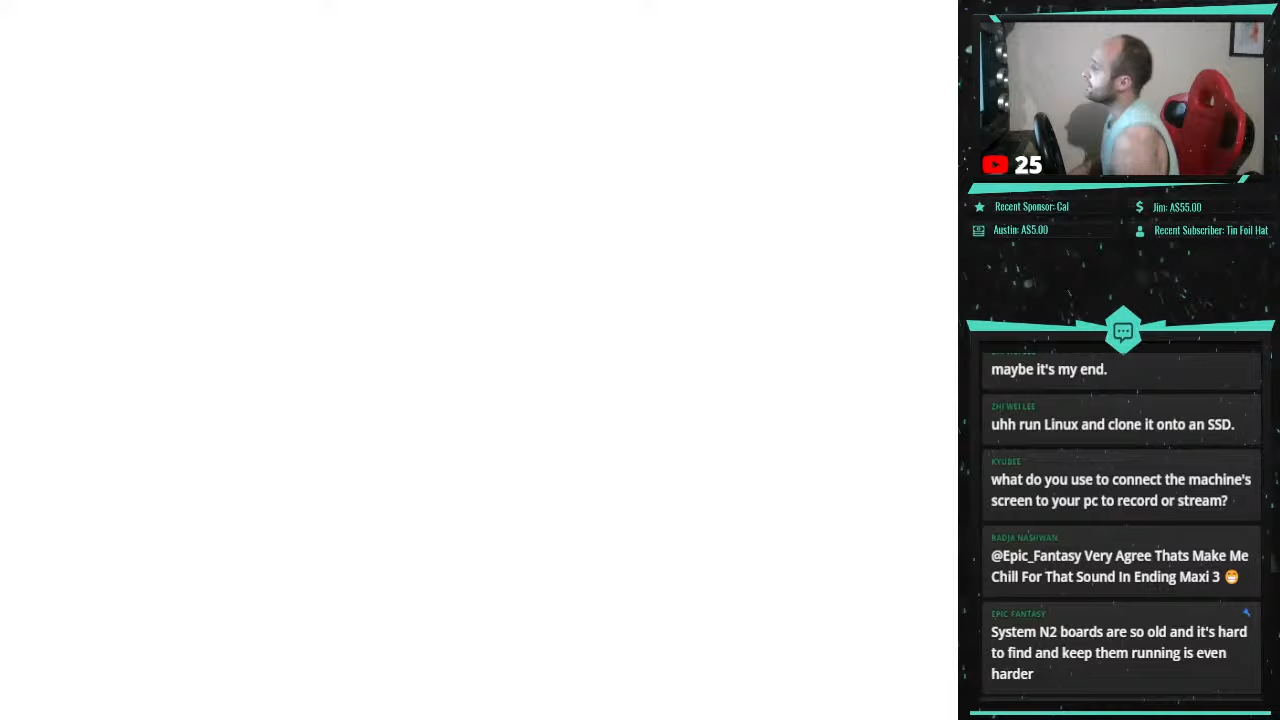 25
Recent Sponsor: Cal
Jim: A$55.00
Austin: A$5.00
Recent Subscriber: Tin Foil Hat
maybe it's my end.
ZHI WEI LEE
uhh run Linux and clone it onto an SSD.
KYUBEE
what do you use to connect the machine's
screen to your pc to record or stream?
RADJA NASHWAN
@Epic_Fantasy Very Agree Thats Make Me
Chill For That Sound In Ending Maxi 3 😁
EPIC FANTASY
System N2 boards are so old and it's hard
to find and keep them running is even
harder